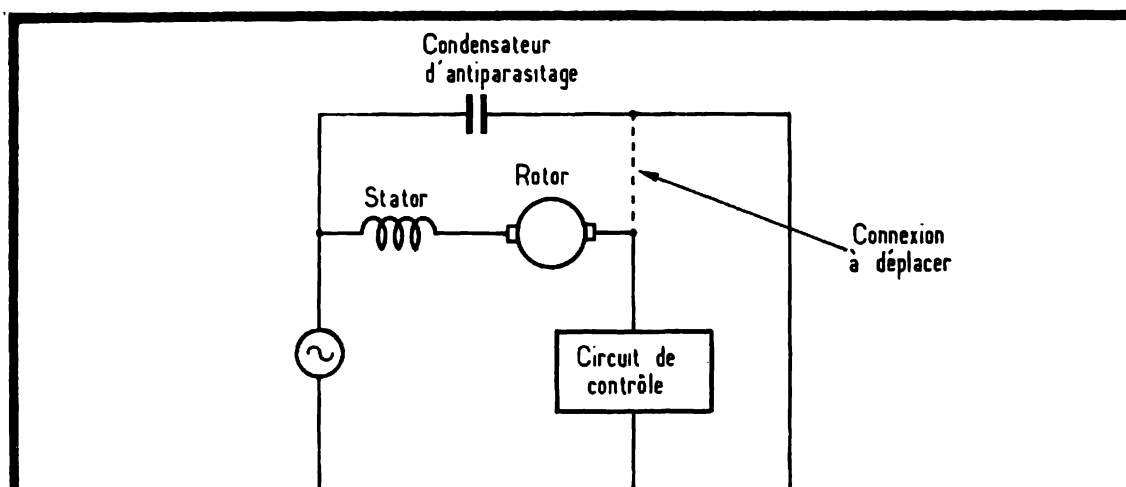 Condensateur
d'antiparasitage
Rotor
Stator
Connexion
à déplacer
Circuit de
contrôle